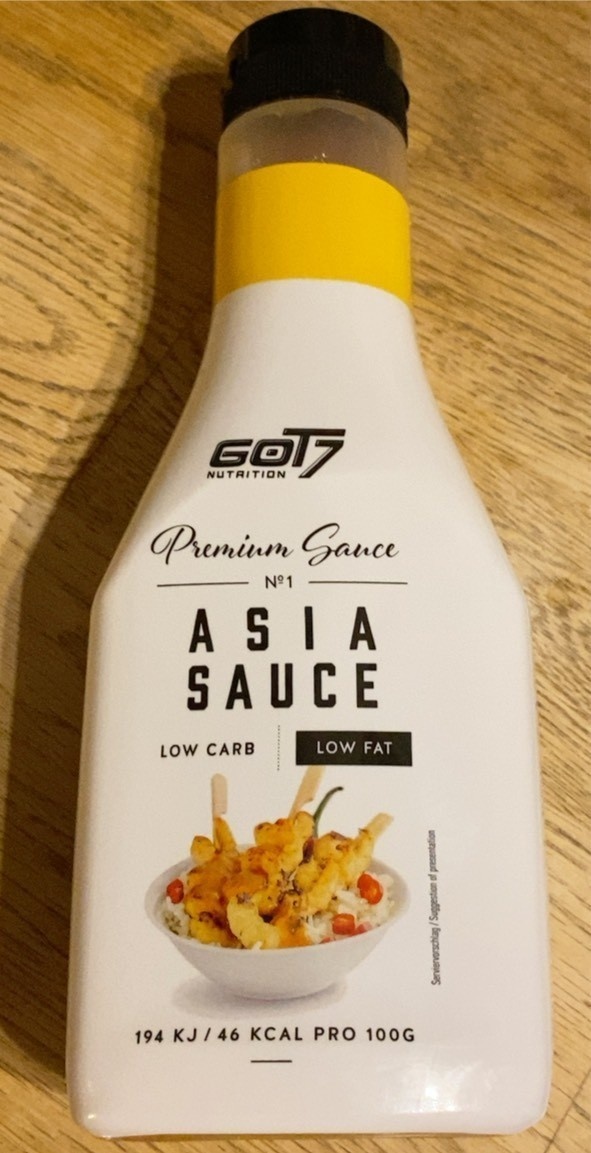 GOT7
NUTRITION
Premium Sauce
Nº1
ASIA
SAUCE
LOW CARB LOW FAT
Serviervorschlag / Suggestion of presentation
194 KJ / 46 KCAL PRO 100G